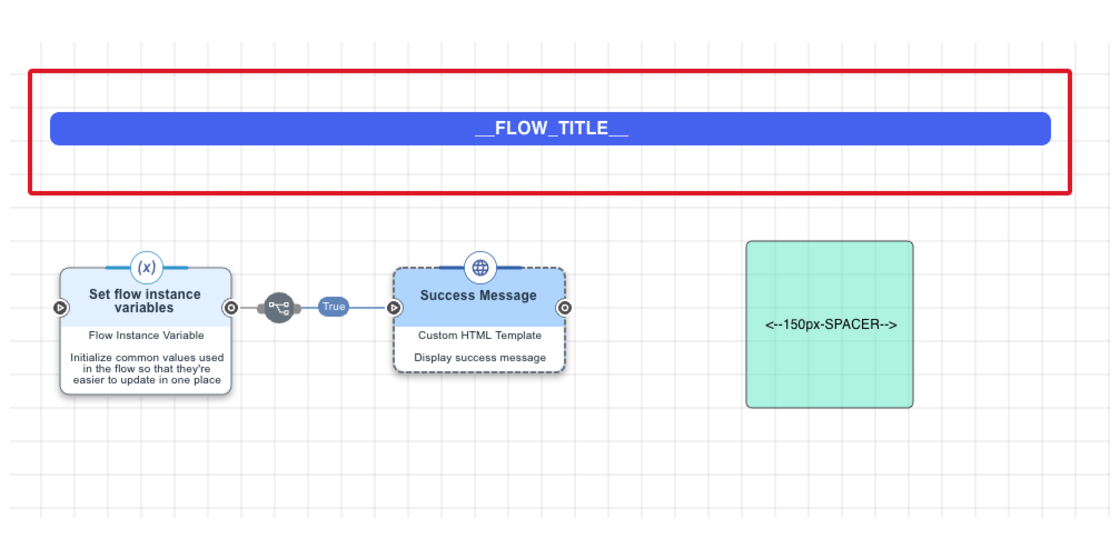 __FLOW_TITLE__
(x)
Set flow instance
variables
Flow Instance Variable
Initialize common values used
in the flow so that they're
easier to update in one place
True
Success Message
Custom HTML Template
Display success message
<--150px-SPACER-->